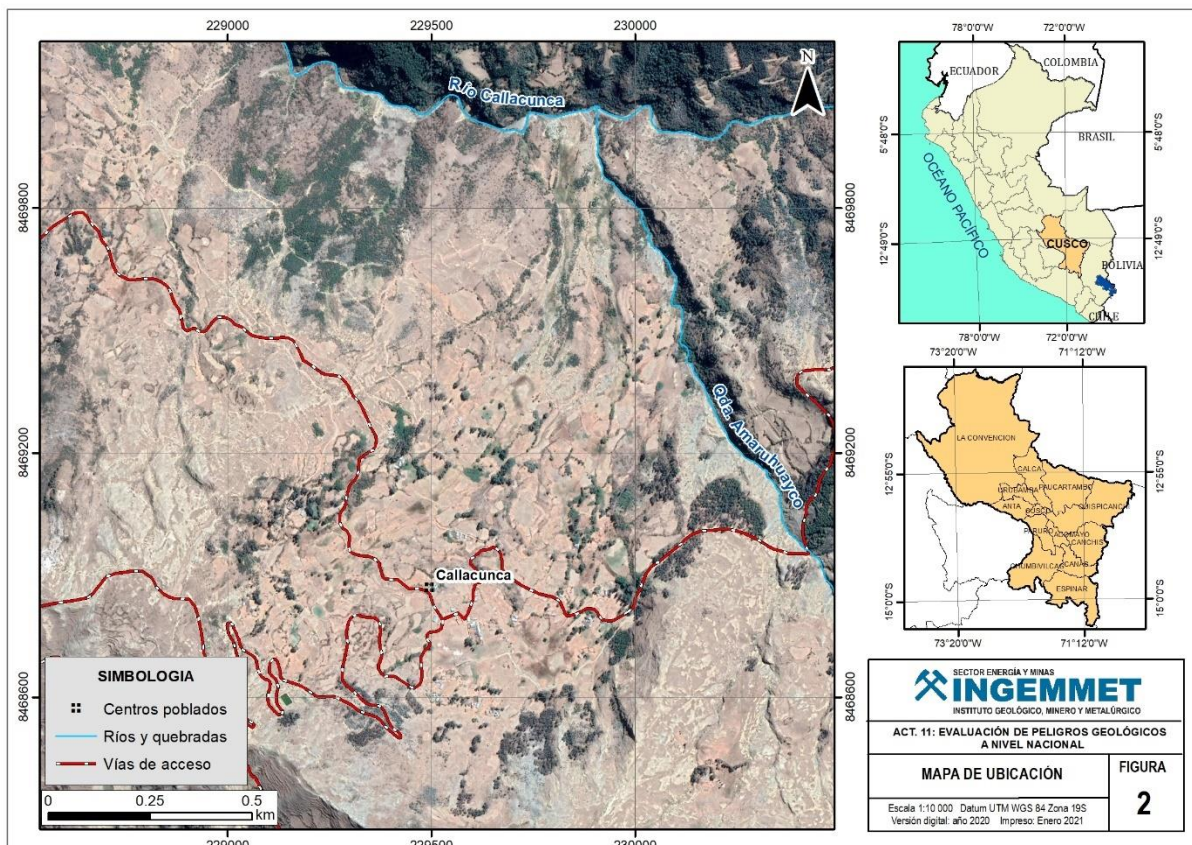 229000
229500
230000
8469800
8469200
8468600
8469800
8469200
8468600
229000
229500
230000
N
Río Callacunca
Qda. Amaruhuayco
Callacunca
SIMBOLOGIA
Centros poblados
Ríos y quebradas
Vías de acceso
0
0.25
0.5
km
78°0'0"W
72°0'0"W
ECUADOR
COLOMBIA
BRASIL
5°48'0"S
5°48'0"S
OCÉANO PACÍFICO
12°49'0"S
12°49'0"S
CUSCO
BOLIVIA
CHILE
78°0'0"W
72°0'0"W
73°20'0"W
71°12'0"W
LA CONVENCION
12°55'0"S
12°55'0"S
CALCA
URUBAMBA
PAUCARTAMBO
ANTA
CUSCO
QUISPICANCHI
PARURO
ACOMAYO
CANCHIS
CHUMBIVILCAS
CANAS
ESPINAR
15°0'0"S
15°0'0"S
73°20'0"W
71°12'0"W
SECTOR ENERGÍA Y MINAS
INGEMMET
INSTITUTO GEOLÓGICO, MINERO Y METALÚRGICO
ACT. 11: EVALUACIÓN DE PELIGROS GEOLÓGICOS
A NIVEL NACIONAL
MAPA DE UBICACIÓN
FIGURA
2
Escala 1:10 000 Datum UTM WGS 84 Zona 19S
Versión digital: año 2020 Impreso: Enero 2021